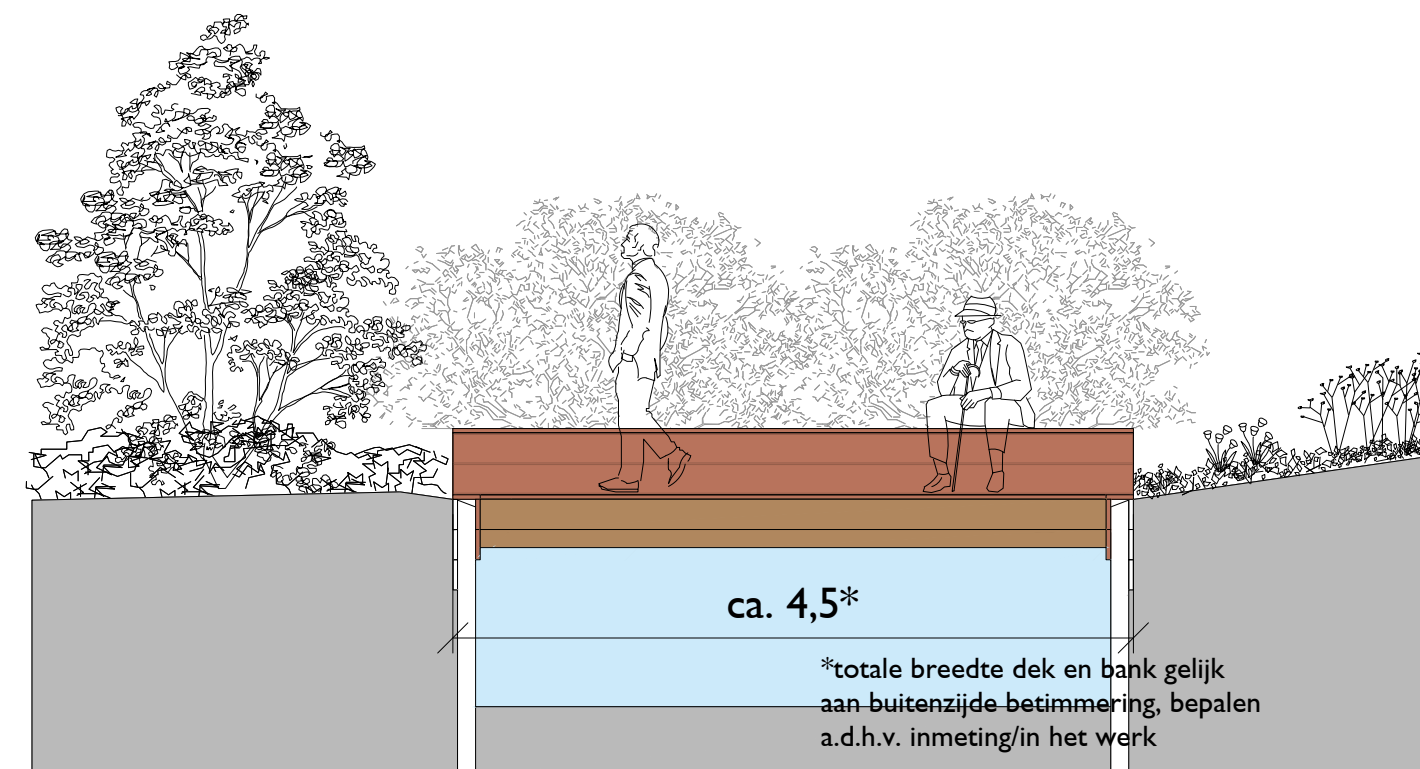 ca. 4,5*
*totale breedte dek en bank gelijk
aan buitenzijde betimmering, bepalen
a.d.h.v. inmeting/in het werk